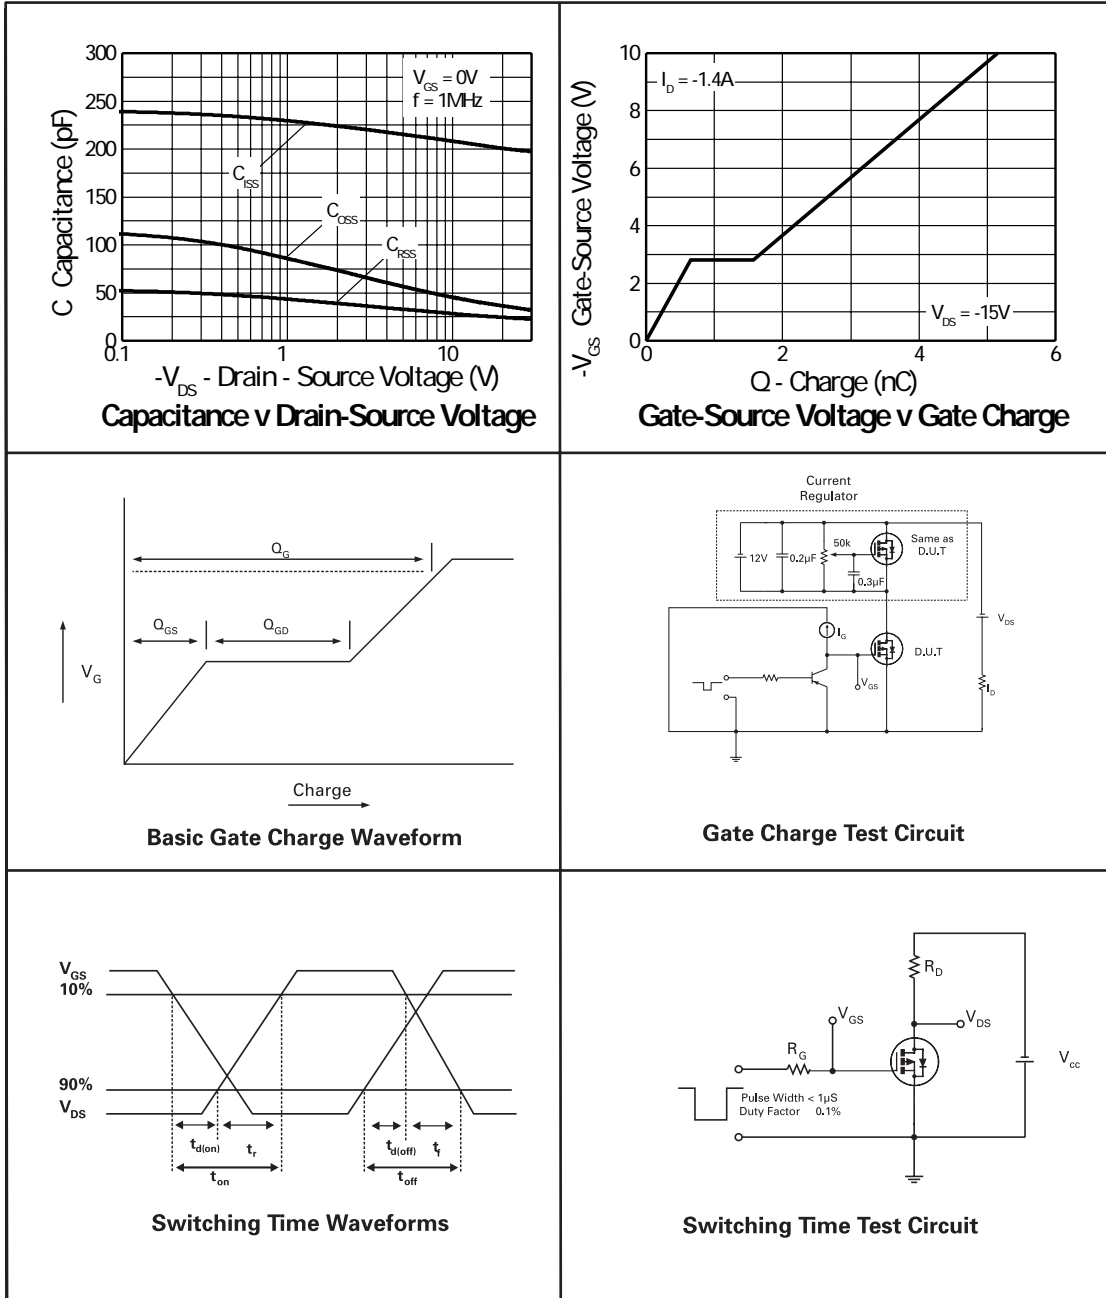 300
250
200
150
100
50
0
C Capacitance (pF)
V_GS = 0V
f = 1MHz
C_ISS
C_OSS
C_RSS
0.1 1 10
-V_DS - Drain - Source Voltage (V)
Capacitance v Drain-Source Voltage
10
8
6
4
2
0
-V_GS Gate-Source Voltage (V)
I_D = -1.4A
V_DS = -15V
0 2 4 6
Q - Charge (nC)
Gate-Source Voltage v Gate Charge
Q_G
Q_GS
Q_GD
V_G
Charge
Basic Gate Charge Waveform
Current
Regulator
12V
0.2µF
50k
0.3µF
Same as
D.U.T
I_G
V_DS
D.U.T
V_GS
I_D
Gate Charge Test Circuit
V_GS
10%
90%
V_DS
t_d(on)
t_r
t_d(off)
t_f
t_on
t_off
Switching Time Waveforms
R_D
V_GS
V_DS
R_G
V_cc
Pulse Width < 1µS
Duty Factor 0.1%
Switching Time Test Circuit